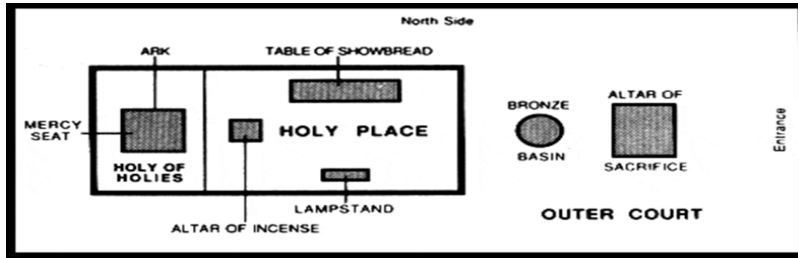 North Side
ARK
TABLE OF SHOWBREAD
MERCY
SEAT
HOLY PLACE
HOLY OF
HOLIES
LAMPSTAND
ALTAR OF INCENSE
BRONZE
BASIN
ALTAR OF
SACRIFICE
OUTER COURT
Entrance